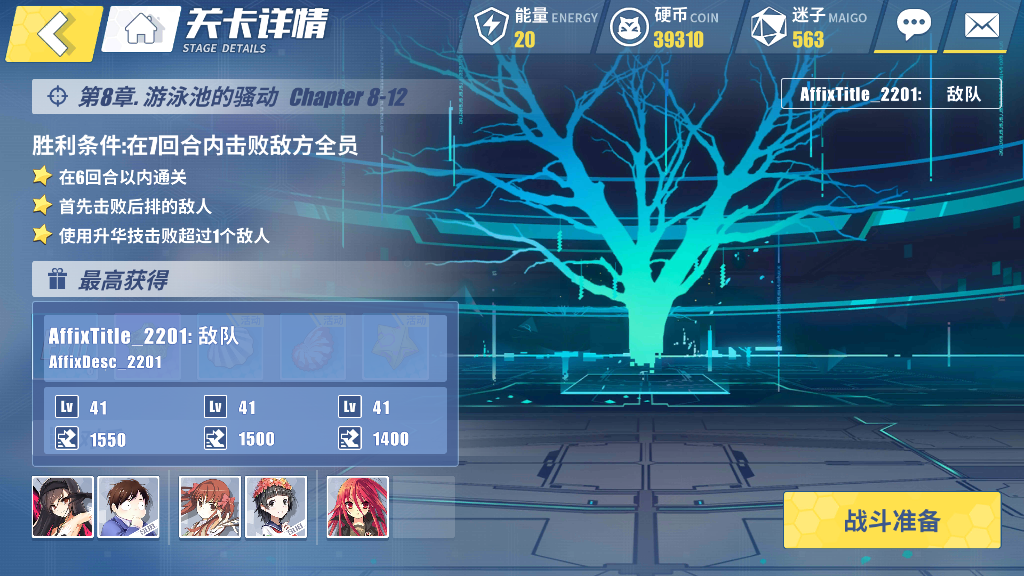 关卡详情
STAGE DETAILS
能量 ENERGY
20
硬币 COIN
39310
迷子 MAIGO
563
第8章. 游泳池的骚动 Chapter 8-12
AffixTitle_2201: 敌队
胜利条件:在7回合内击败敌方全员
在6回合以内通关
首先击败后排的敌人
使用升华技击败超过1个敌人
最高获得
AffixTitle_2201: 敌队
AffixDesc_2201
Lv 41 Lv 41 Lv 41
1550 1500 1400
战斗准备